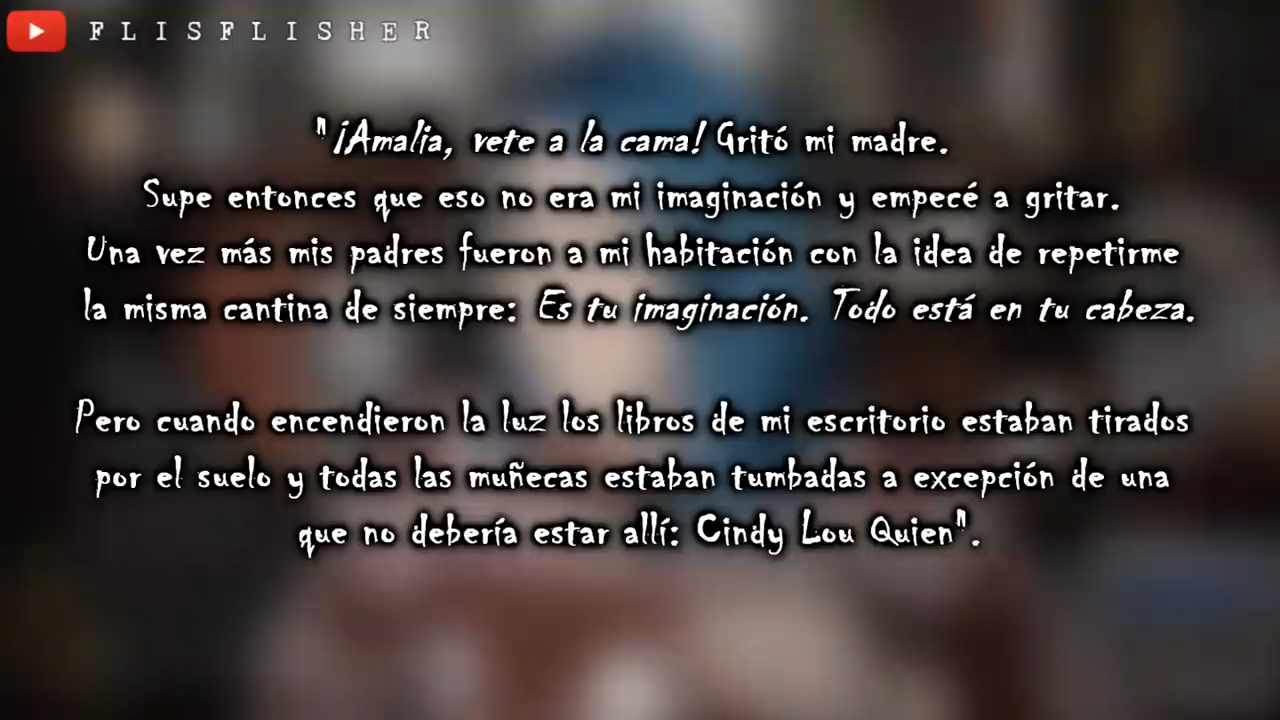 FLISFLISHER
"¡Amalia, vete a la cama! Gritó mi madre.
Supe entonces que eso no era mi imaginación y empecé a gritar.
Una vez más mis padres fueron a mi habitación con la idea de repetirme
la misma cantina de siempre: Es tu imaginación. Todo está en tu cabeza.
Pero cuando encendieron la luz los libros de mi escritorio estaban tirados
por el suelo y todas las muñecas estaban tumbadas a excepción de una
que no debería estar allí: Cindy Lou Quien".